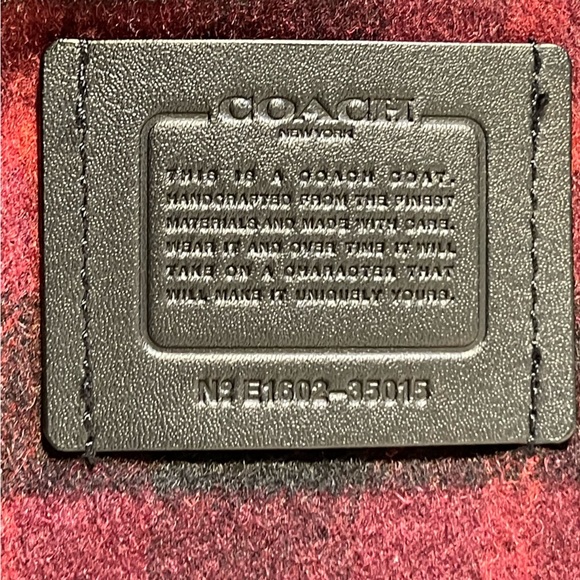 COACH
NEW YORK
THIS IS A COACH COAT.
HANDCRAFTED FROM THE FINEST
MATERIALS AND MADE WITH CARE.
WEAR IT AND OVER TIME IT WILL
TAKE ON A CHARACTER THAT
WILL MAKE IT UNIQUELY YOURS.
Nº E1602-35015